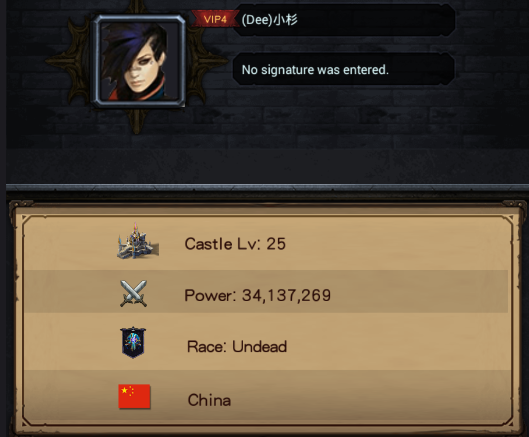 VIP4 (Dee)小杉
No signature was entered.
Castle Lv: 25
Power: 34,137,269
Race: Undead
China